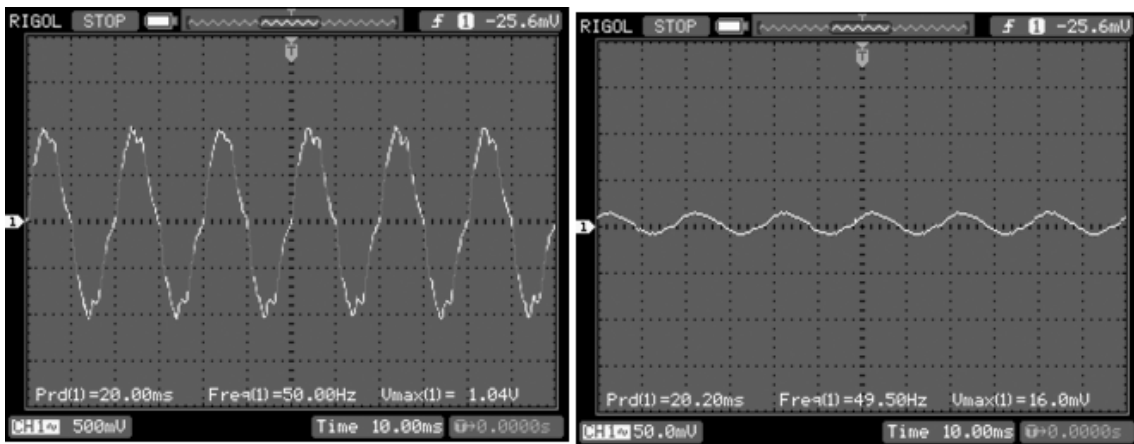 RIGOL STOP T 1 -25.6mV
T
1
Prd(1)=20.00ms Freq(1)=50.00Hz Vmax(1)= 1.04V
CH1~ 500mV Time 10.00ms T→0.0000s
RIGOL STOP T 1 -25.6mV
T
1
Prd(1)=20.20ms Freq(1)=49.50Hz Vmax(1)=16.0mV
CH1~ 50.0mV Time 10.00ms T→0.0000s